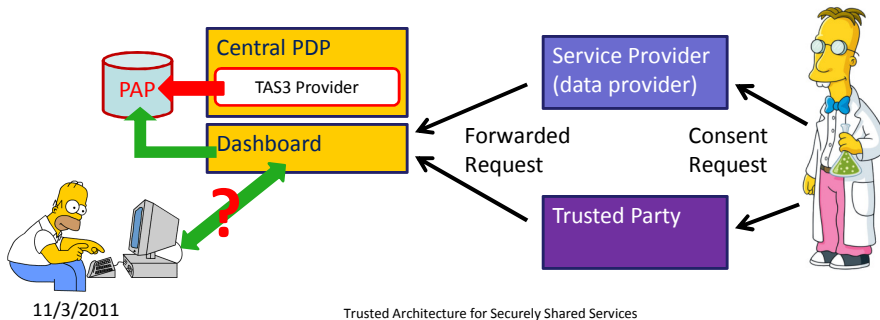 Central PDP
PAP
TAS3 Provider
Dashboard
?
Service Provider
(data provider)
Forwarded
Request
Consent
Request
Trusted Party
11/3/2011
Trusted Architecture for Securely Shared Services